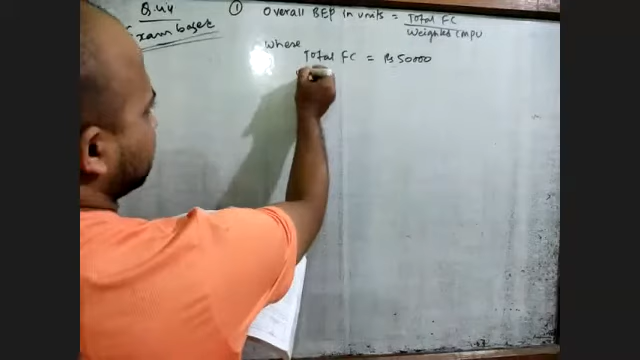 Q.44
Exam based
① Overall BEP in units = Total FC
Weighted CMPU
Where
Total FC = Rs 50000